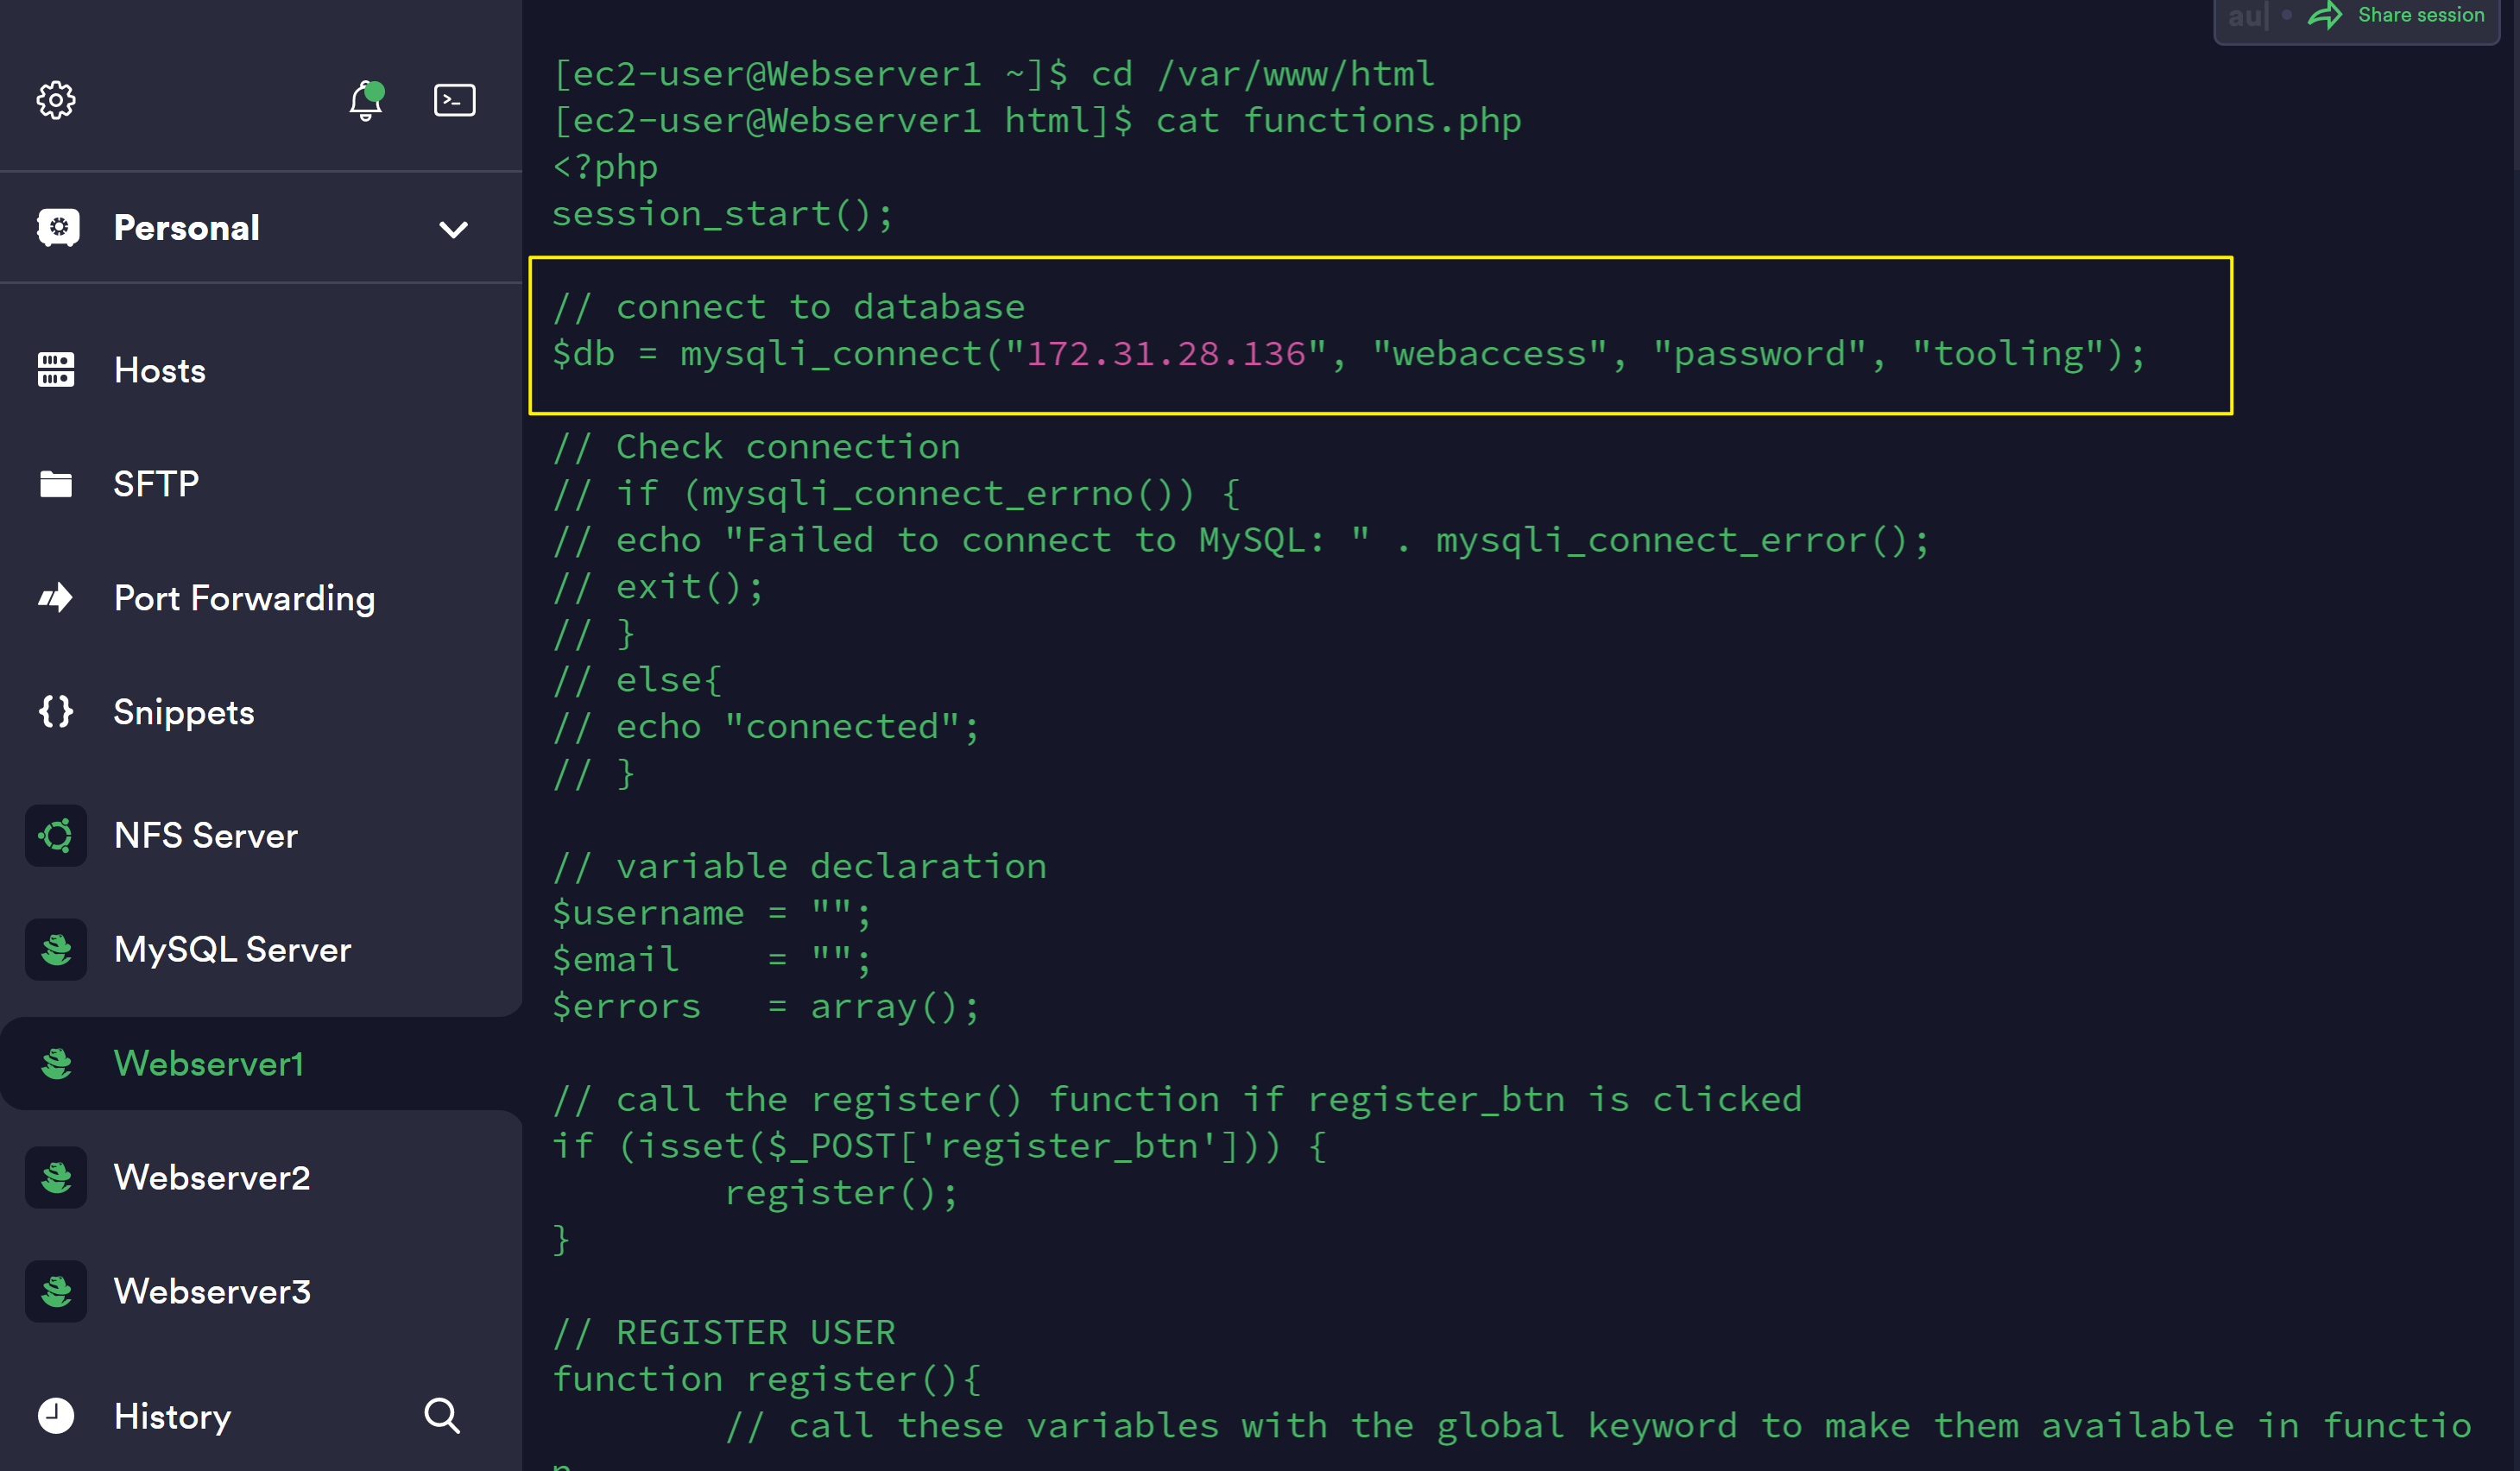 au
Share session
Personal
Hosts
SFTP
Port Forwarding
Snippets
NFS Server
MySQL Server
Webserver1
Webserver2
Webserver3
History
[ec2-user@Webserver1 ~]$ cd /var/www/html
[ec2-user@Webserver1 html]$ cat functions.php
<?php
session_start();
// connect to database
$db = mysqli_connect("172.31.28.136", "webaccess", "password", "tooling");
// Check connection
// if (mysqli_connect_errno()) {
// echo "Failed to connect to MySQL: " . mysqli_connect_error();
// exit();
// }
// else{
// echo "connected";
// }
// variable declaration
$username = "";
$email    = "";
$errors   = array();
// call the register() function if register_btn is clicked
if (isset($_POST['register_btn'])) {
        register();
}
// REGISTER USER
function register(){
        // call these variables with the global keyword to make them available in functio
n